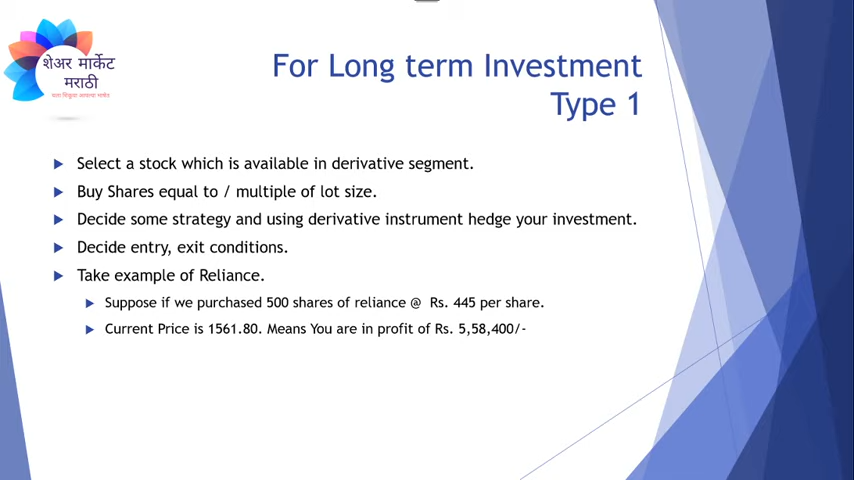 शेअर मार्केट
मराठी
For Long term Investment
Type 1
Select a stock which is available in derivative segment.
Buy Shares equal to / multiple of lot size.
Decide some strategy and using derivative instrument hedge your investment.
Decide entry, exit conditions.
Take example of Reliance.
Suppose if we purchased 500 shares of reliance @ Rs. 445 per share.
Current Price is 1561.80. Means You are in profit of Rs. 5,58,400/-